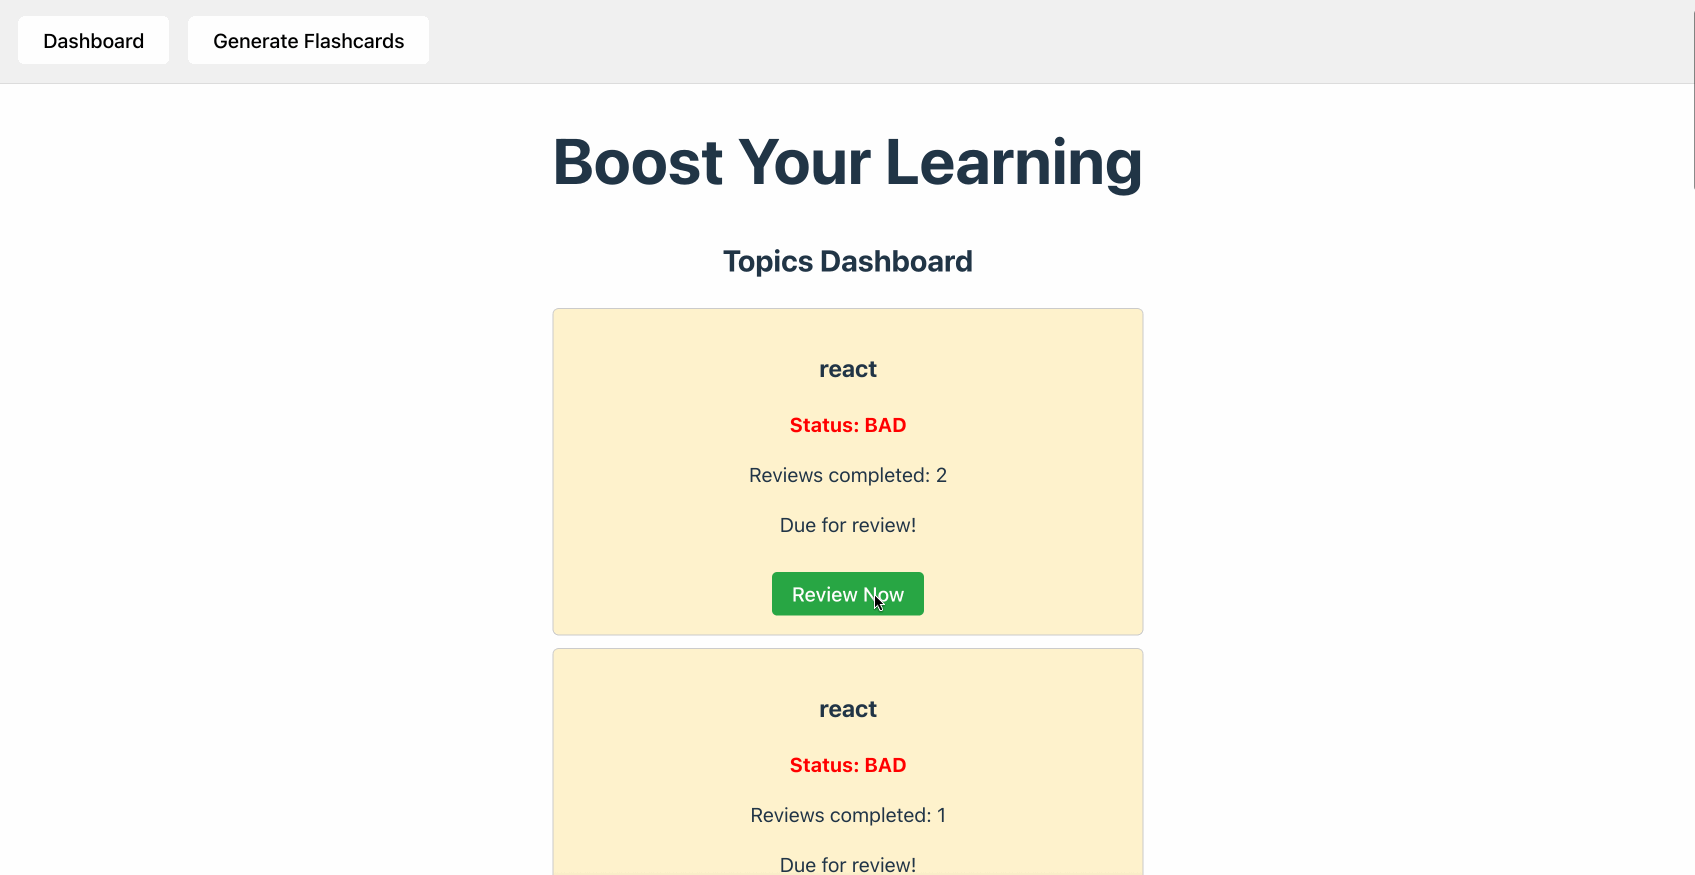 Dashboard
Generate Flashcards
Boost Your Learning
Topics Dashboard
react
Status: BAD
Reviews completed: 2
Due for review!
Review Now
react
Status: BAD
Reviews completed: 1
Due for review!